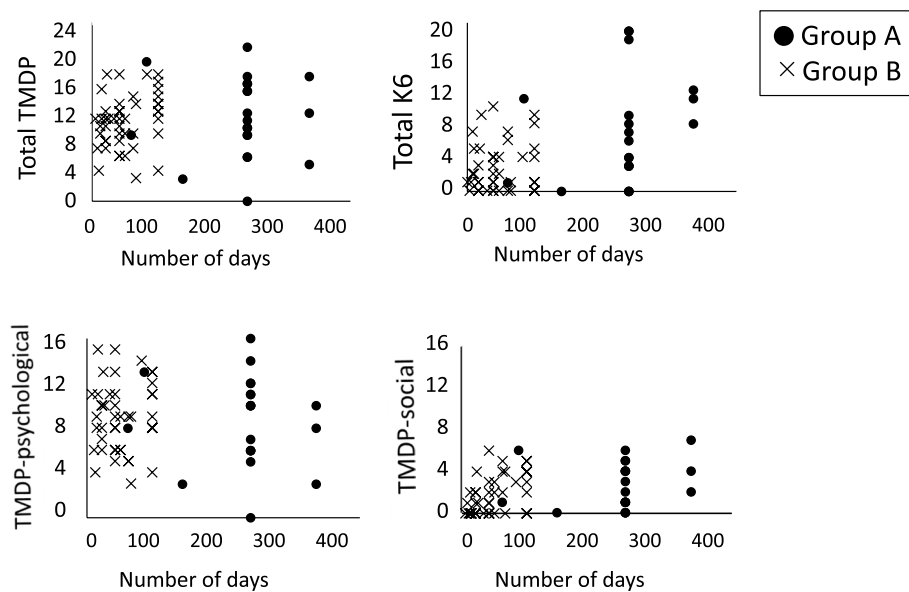 24
20
16
12
8
4
0
Total TMDP
0 100 200 300 400
Number of days
20
16
12
8
4
0
Total K6
0 100 200 300 400
Number of days
Group A
Group B
16
12
8
4
0
TMDP-psychological
0 100 200 300 400
Number of days
16
12
8
4
0
TMDP-social
0 100 200 300 400
Number of days